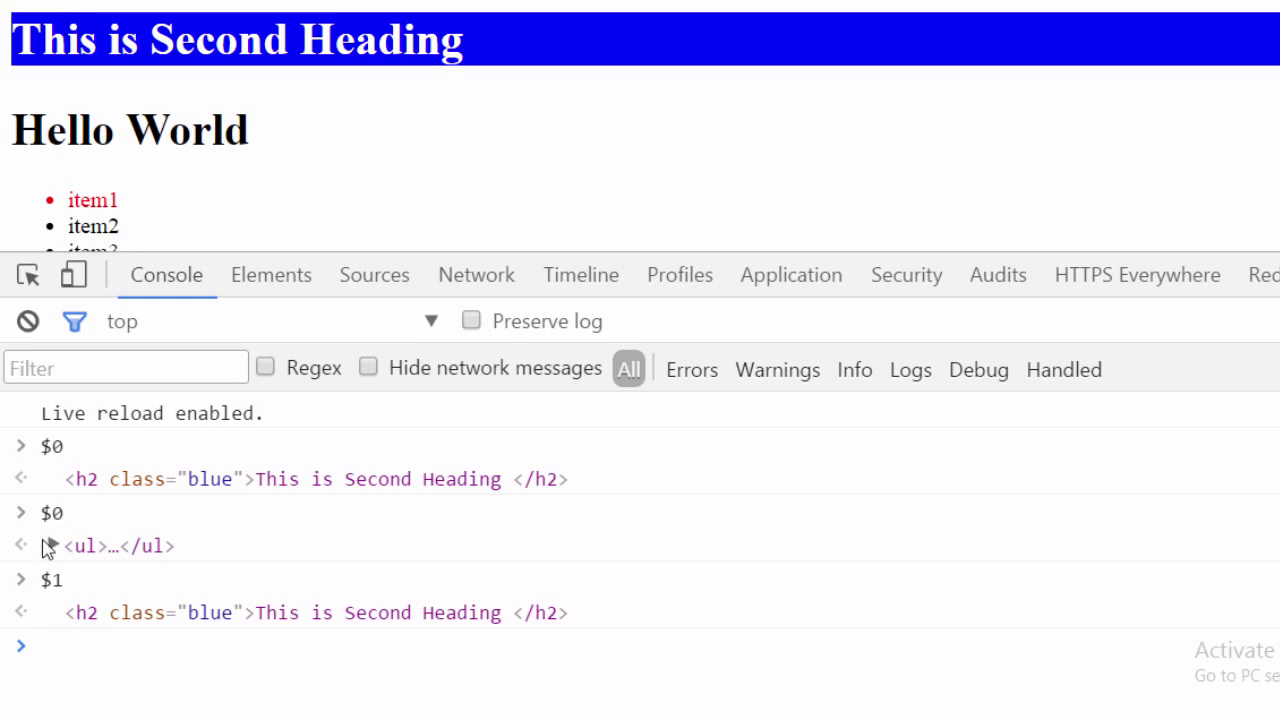 This is Second Heading
Hello World
• item1
• item2
Console Elements Sources Network Timeline Profiles Application Security Audits HTTPS Everywhere Red
top ▼ Preserve log
Filter Regex Hide network messages All Errors Warnings Info Logs Debug Handled
Live reload enabled.
> $0
<h2 class="blue">This is Second Heading </h2>
> $0
<ul>…</ul>
> $1
<h2 class="blue">This is Second Heading </h2>
>
Activate
Go to PC se